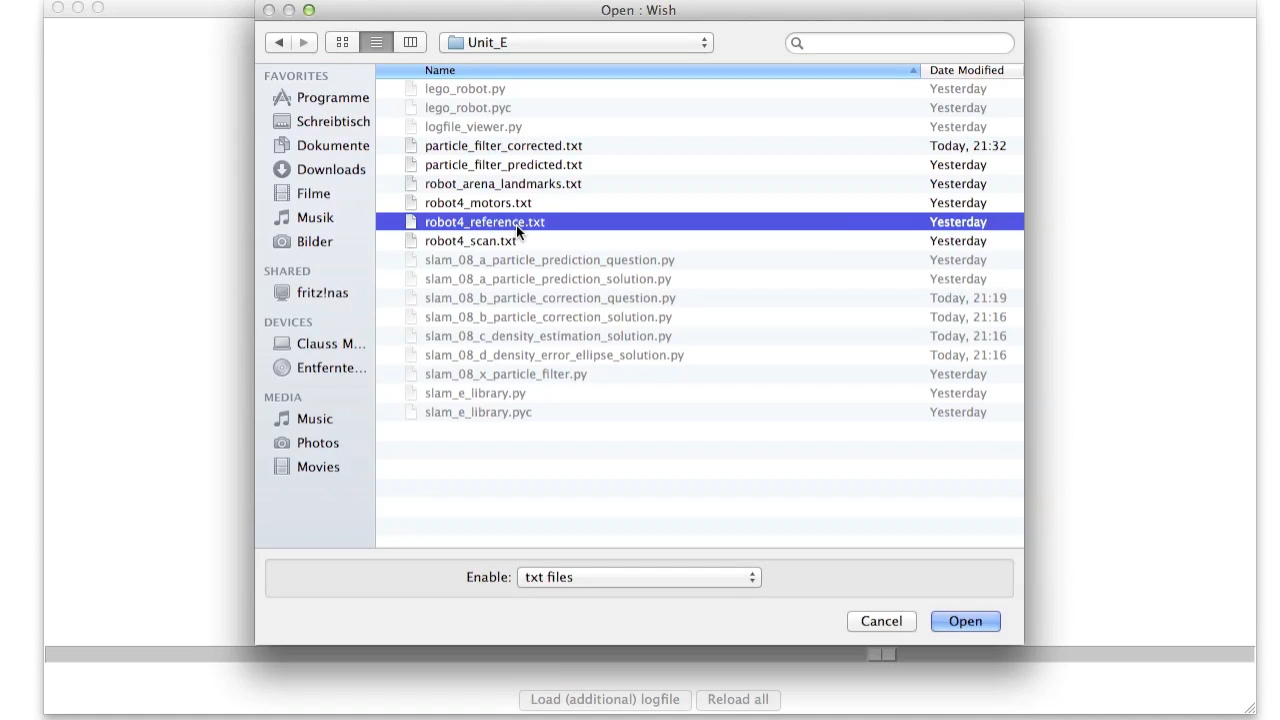 Open : Wish
Unit_E
FAVORITES
Programme
Schreibtisch
Dokumente
Downloads
Filme
Musik
Bilder
SHARED
fritz!nas
DEVICES
Clauss M...
Entfernte...
MEDIA
Music
Photos
Movies
Name Date Modified
lego_robot.py Yesterday
lego_robot.pyc Yesterday
logfile_viewer.py Yesterday
particle_filter_corrected.txt Today, 21:32
particle_filter_predicted.txt Yesterday
robot_arena_landmarks.txt Yesterday
robot4_motors.txt Yesterday
robot4_reference.txt Yesterday
robot4_scan.txt Yesterday
slam_08_a_particle_prediction_question.py Yesterday
slam_08_a_particle_prediction_solution.py Yesterday
slam_08_b_particle_correction_question.py Today, 21:19
slam_08_b_particle_correction_solution.py Today, 21:16
slam_08_c_density_estimation_solution.py Today, 21:16
slam_08_d_density_error_ellipse_solution.py Today, 21:16
slam_08_x_particle_filter.py Yesterday
slam_e_library.py Yesterday
slam_e_library.pyc Yesterday
Enable: txt files
Cancel Open
Load (additional) logfile Reload all